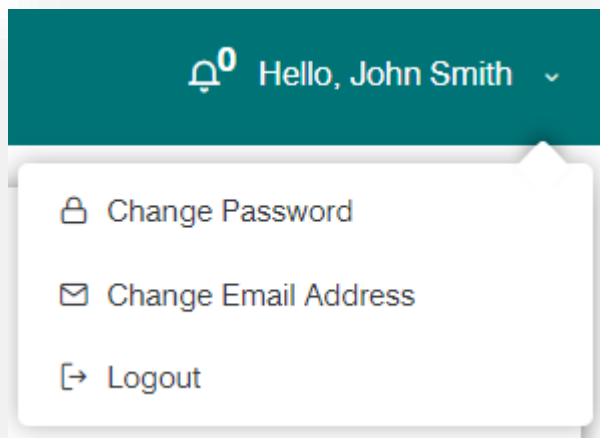 0 Hello, John Smith
Change Password
Change Email Address
Logout